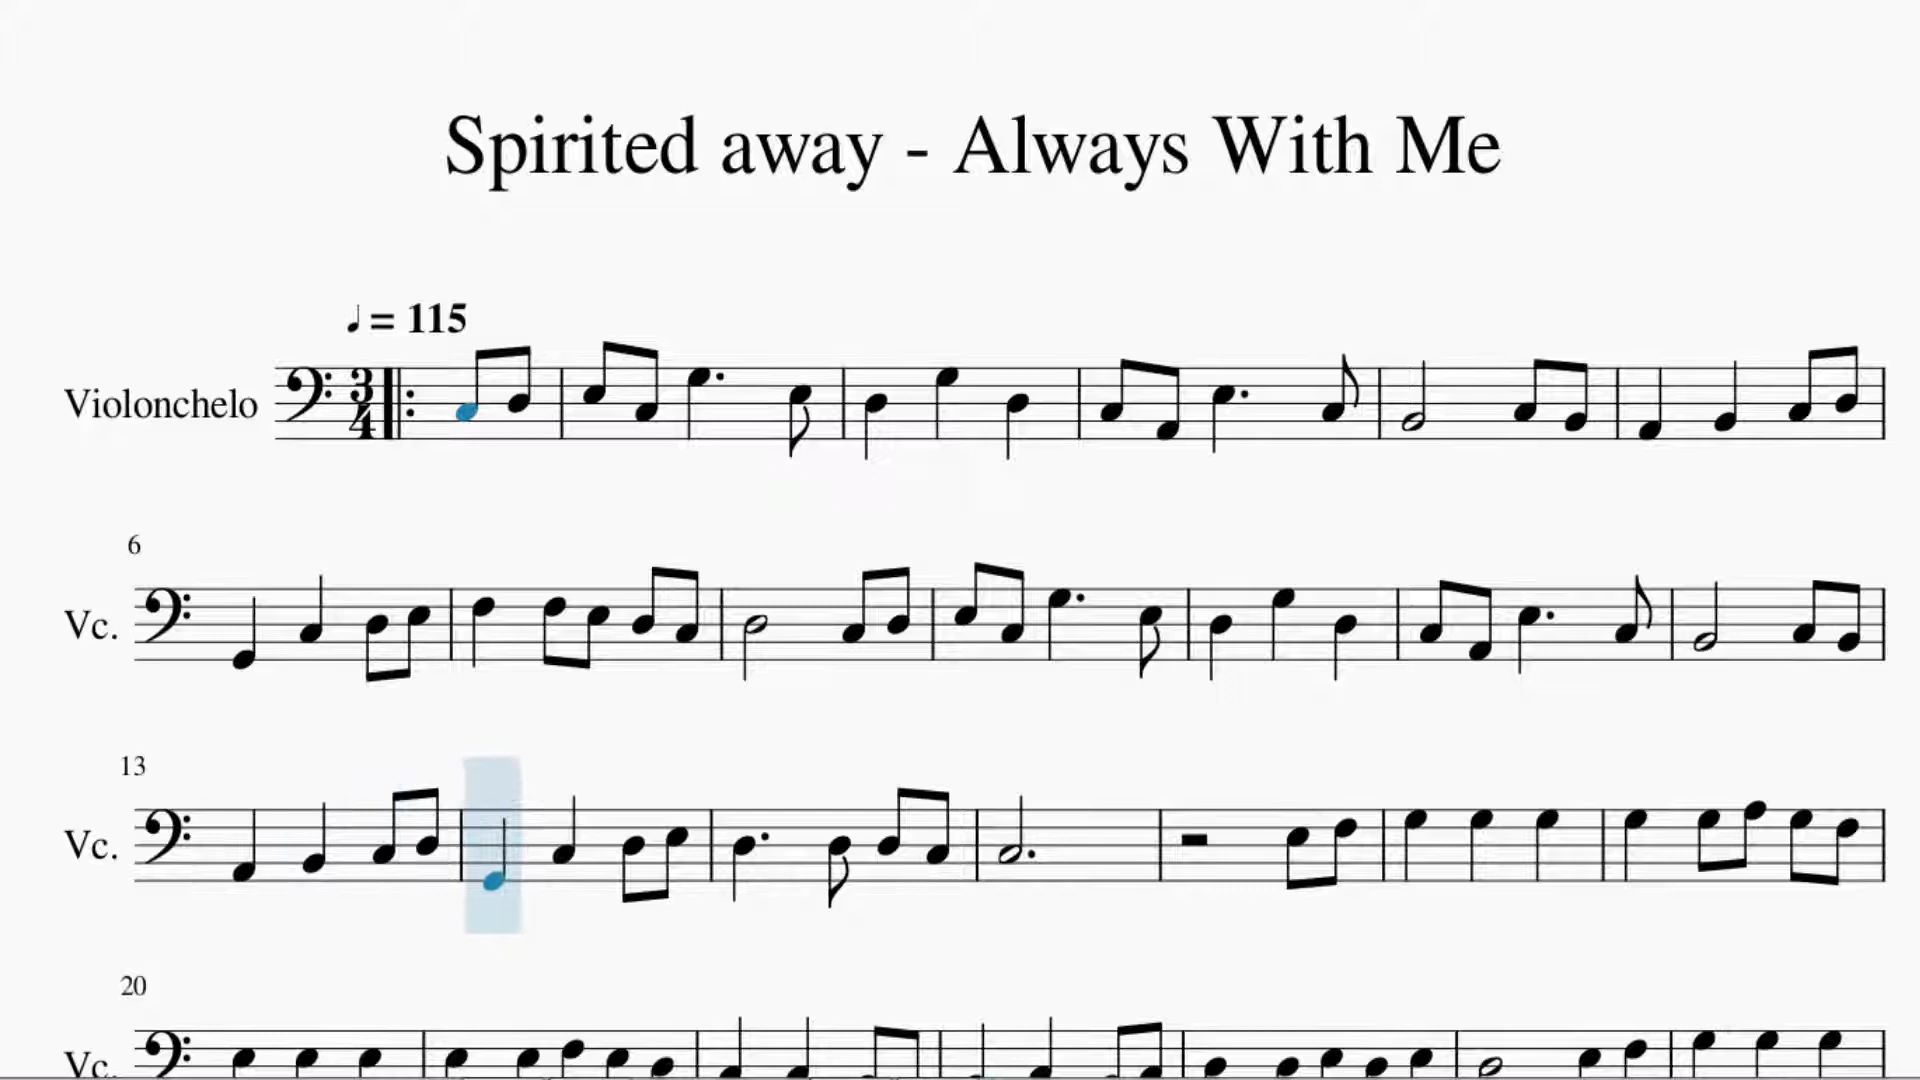 Spirited away - Always With Me
♩ = 115
Violonchelo
3
4
6
Vc.
13
Vc.
20
Vc.